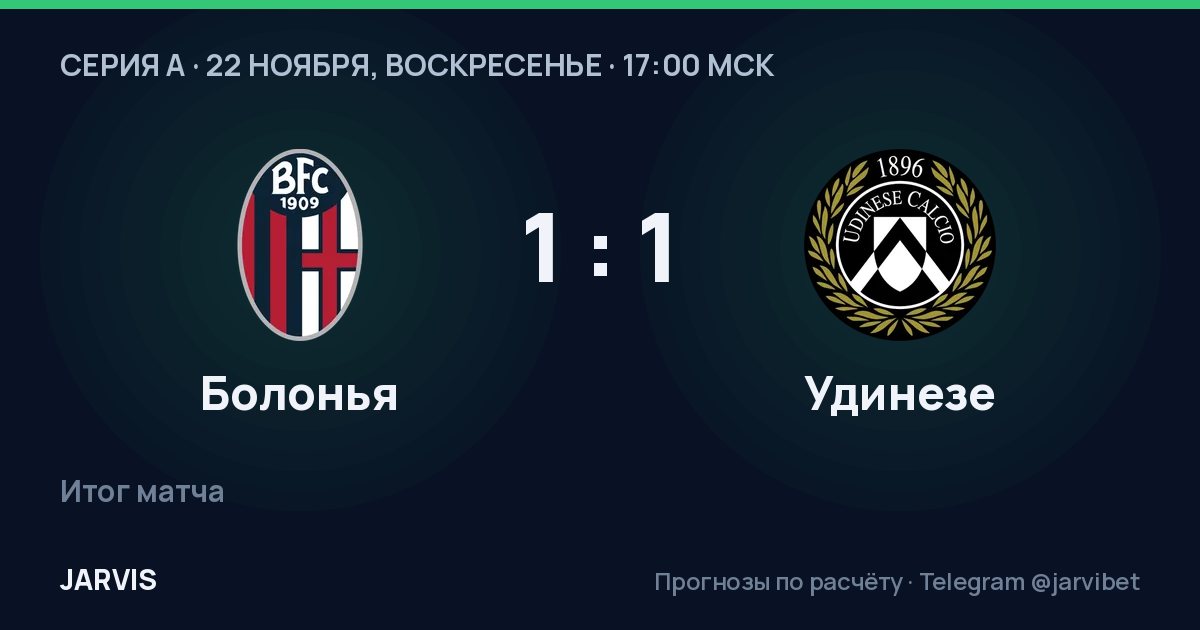 СЕРИЯ А · 22 НОЯБРЯ, ВОСКРЕСЕНЬЕ · 17:00 МСК
BFC
1909
1 : 1
1896
UDINESE CALCIO
Болонья
Удинезе
Итог матча
JARVIS
Прогнозы по расчёту · Telegram @jarvibet